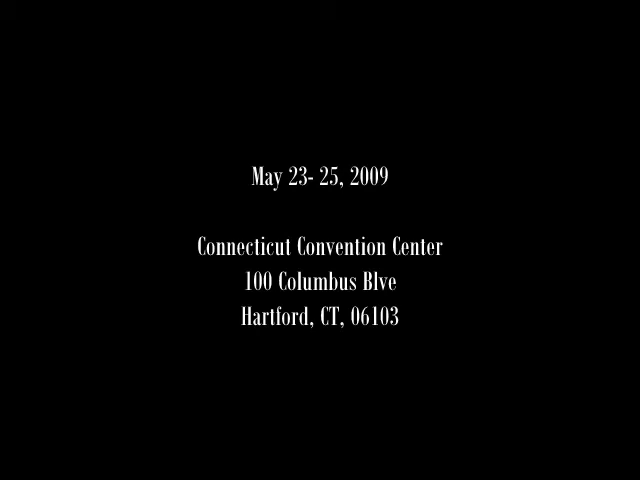 May 23- 25, 2009
Connecticut Convention Center
100 Columbus Blve
Hartford, CT, 06103